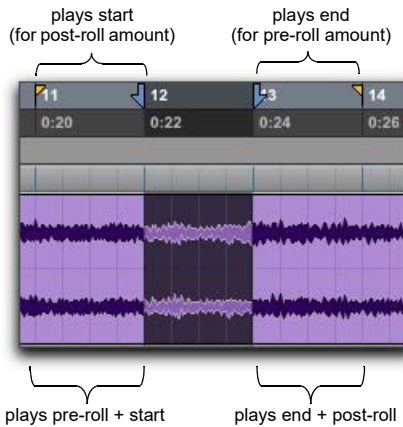 plays start
(for post-roll amount)
plays end
(for pre-roll amount)
11 12 13 14
0:20 0:22 0:24 0:26
plays pre-roll + start
plays end + post-roll